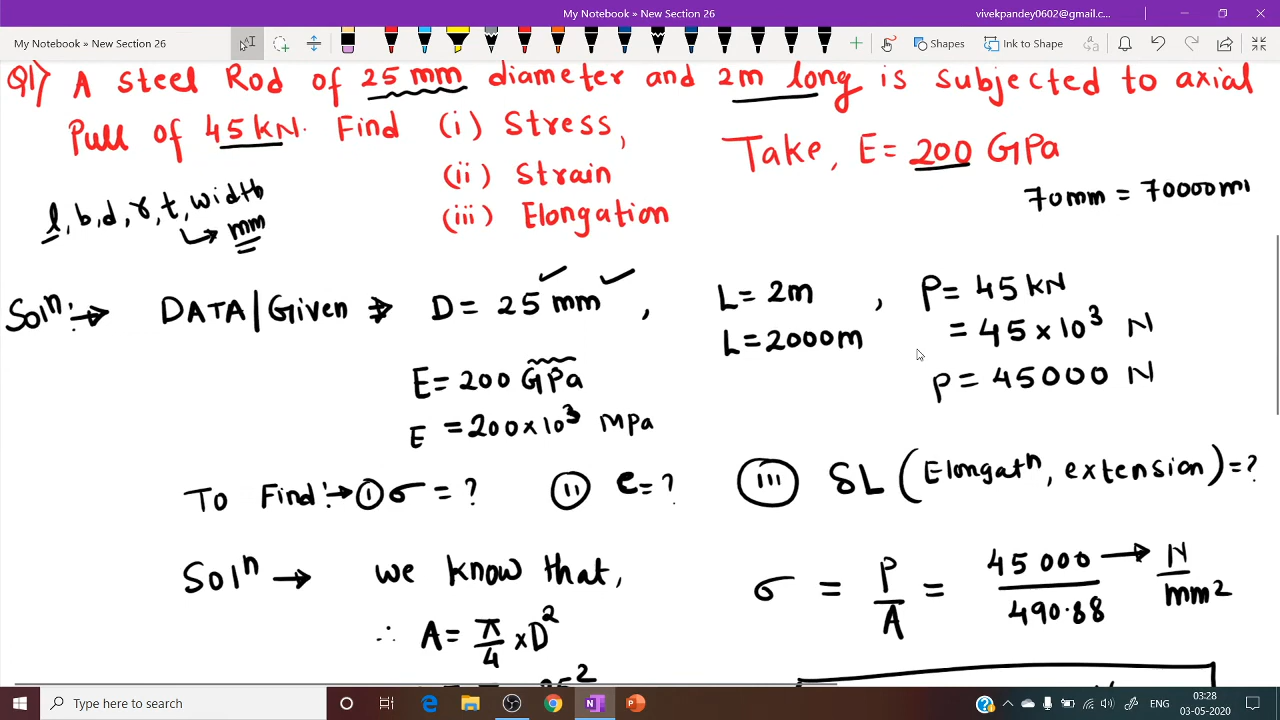 My Notebook » New Section 26
vivekpandey0602@gmail.c...
My Notebook » New Section 26
Shapes
Ink to Shape
Q1) A Steel Rod of 25 mm diameter and 2m long is subjected to axial
Pull of 45 kN. Find (i) Stress,
Take, E = 200 GPa
(ii) Strain
(iii) Elongation
l, b, d, r, t, width
→ mm
70mm = 70000m
Solⁿ:→ DATA|Given → D = 25 mm, L = 2m, P = 45 kN
L = 2000m
= 45 × 10³ N
E = 200 GPa
P = 45000 N
E = 200×10³ MPa
To Find:→ (i) σ = ? (ii) e = ? (iii) SL (Elongatⁿ, extension) = ?
Solⁿ → we know that,
σ = P/A = 45000/490.88 → N/mm²
∴ A = π/4 × D²
Type here to search
ENG
03:28
03-05-2020